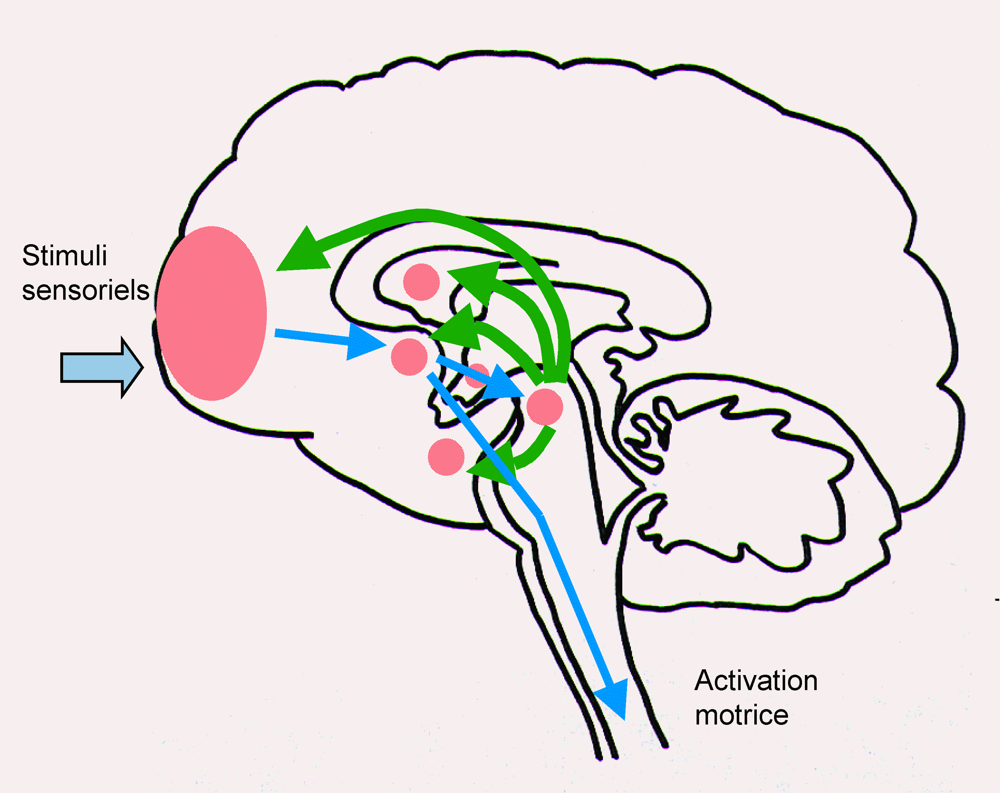 Stimuli
sensoriels
Activation
motrice